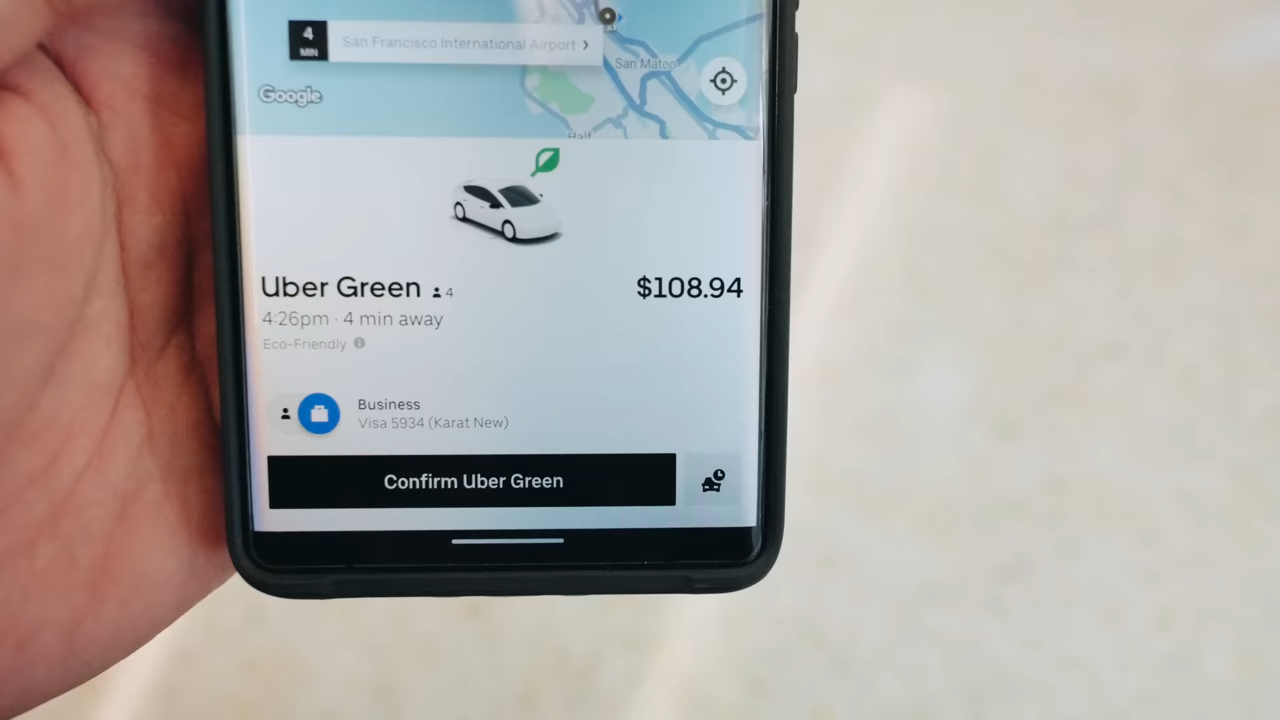 4
MIN
San Francisco International Airport ›
San Mateo
Google
Half
Uber Green 4
$108.94
4:26pm · 4 min away
Eco-Friendly
Business
Visa 5934 (Karat New)
Confirm Uber Green